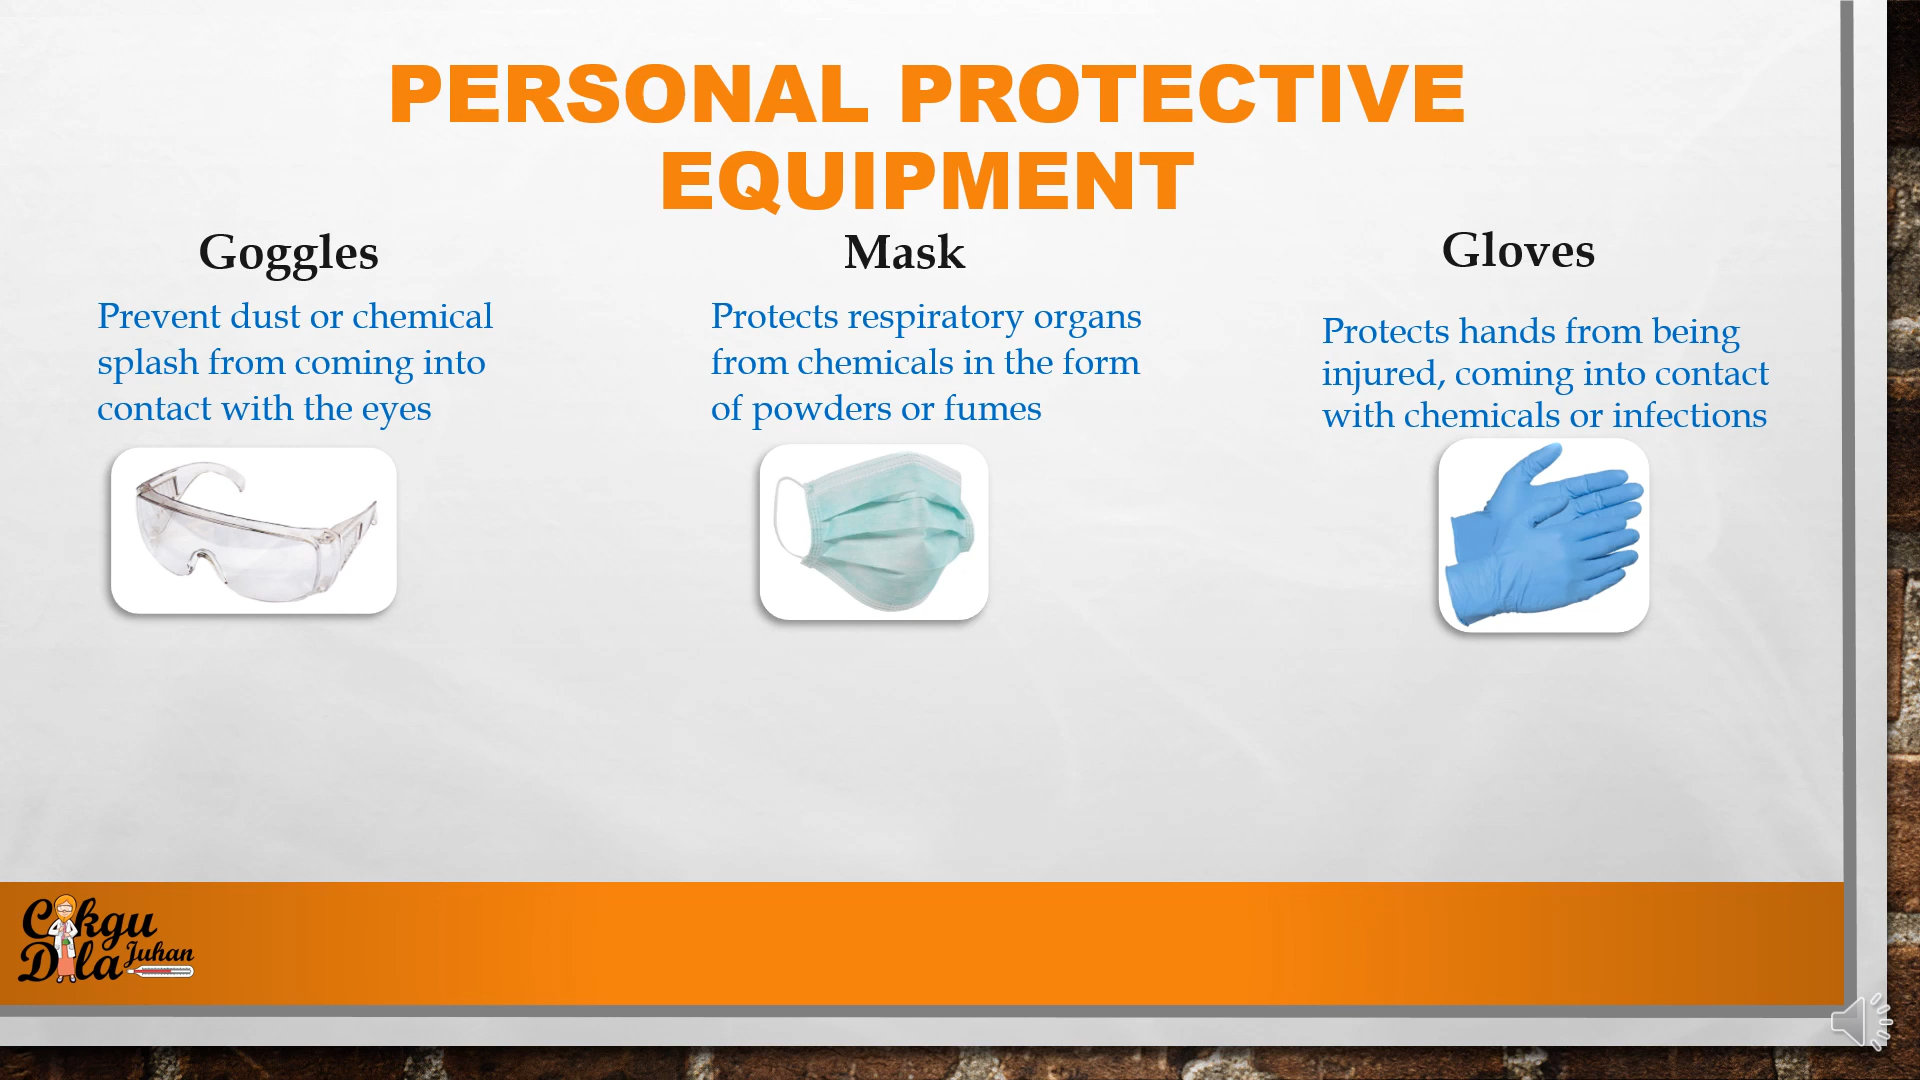 PERSONAL PROTECTIVE
EQUIPMENT
Goggles
Prevent dust or chemical
splash from coming into
contact with the eyes
Mask
Protects respiratory organs
from chemicals in the form
of powders or fumes
Gloves
Protects hands from being
injured, coming into contact
with chemicals or infections
Cikgu
Dila Juhan